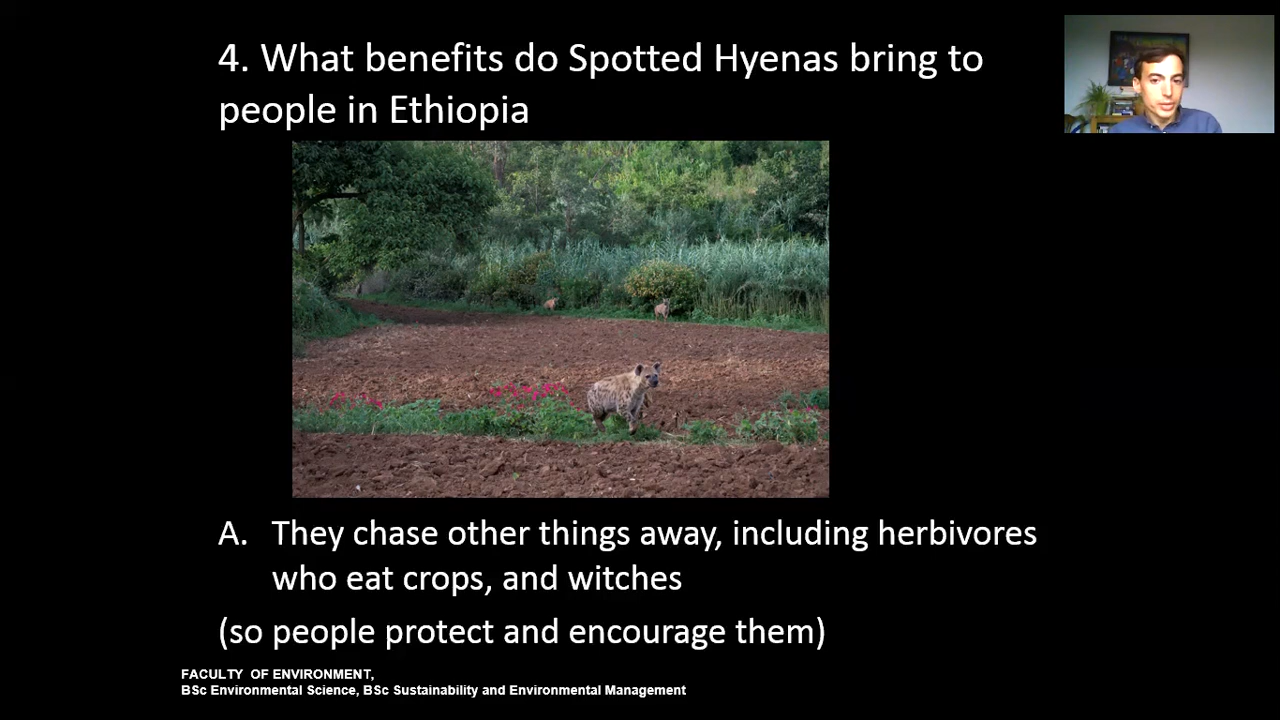 4. What benefits do Spotted Hyenas bring to
people in Ethiopia
A. They chase other things away, including herbivores
who eat crops, and witches
(so people protect and encourage them)
FACULTY OF ENVIRONMENT,
BSc Environmental Science, BSc Sustainability and Environmental Management